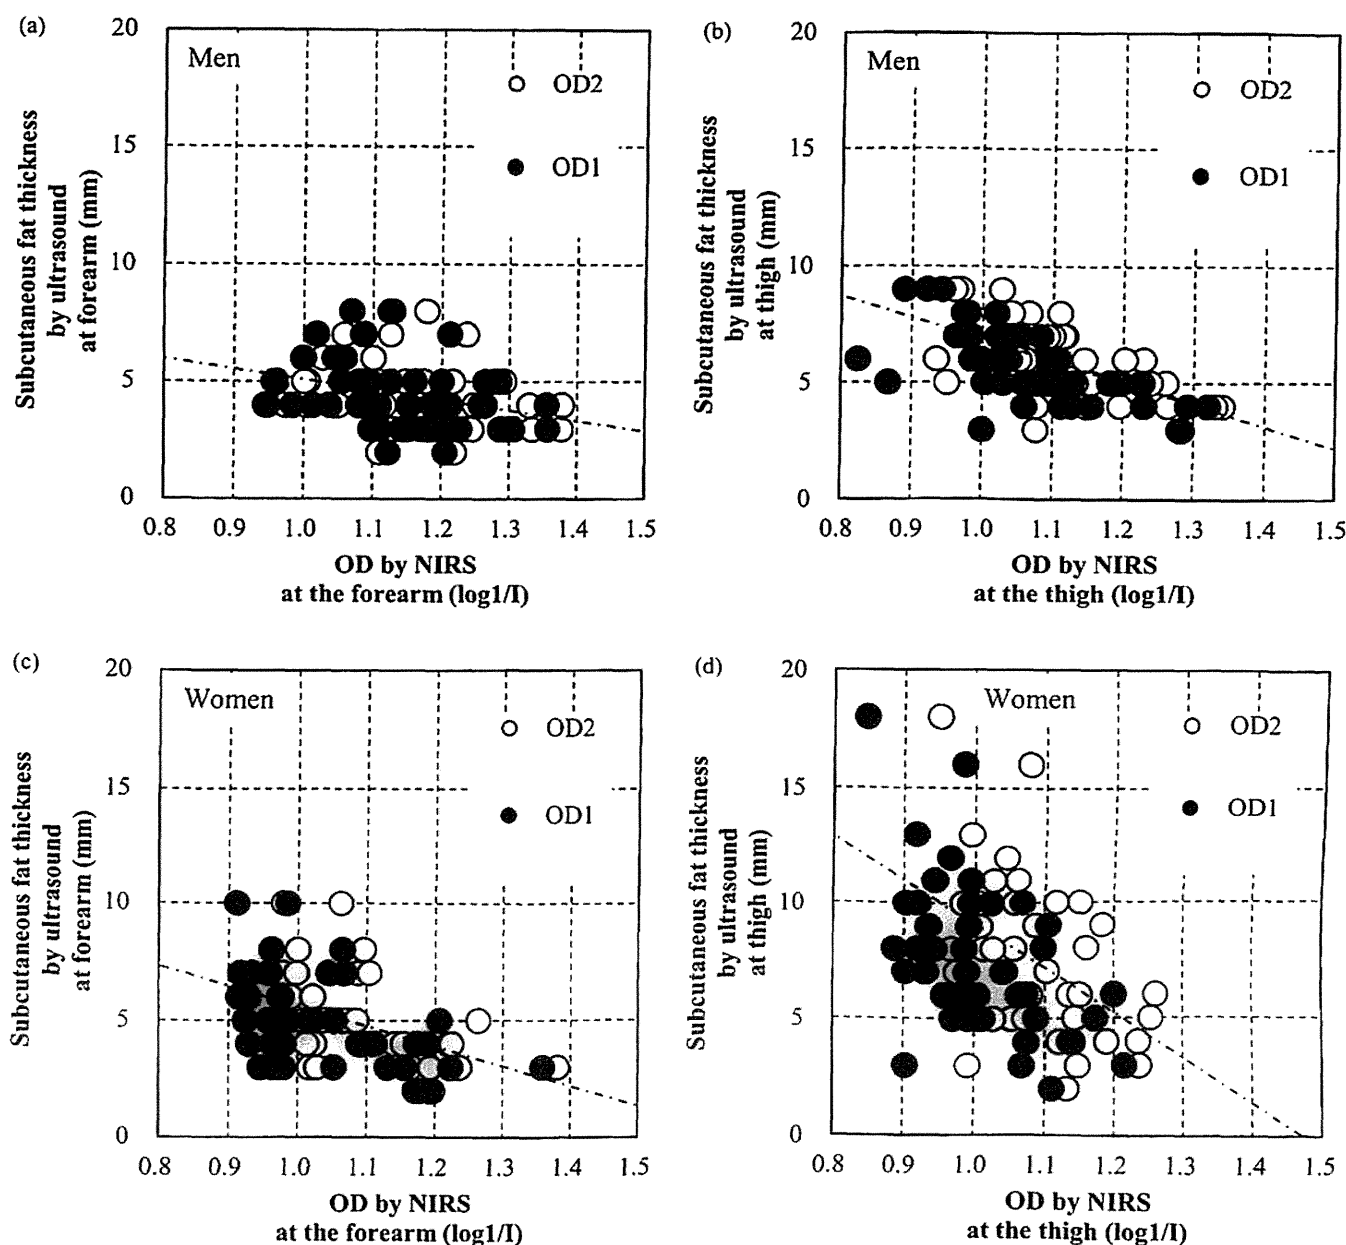 (a)
20
Men
OD2
15
OD1
10
5
0
0.8 0.9 1.0 1.1 1.2 1.3 1.4 1.5
Subcutaneous fat thickness
by ultrasound
at forearm (mm)
OD by NIRS
at the forearm (log1/I)
(b)
20
Men
OD2
15
OD1
10
5
0
0.8 0.9 1.0 1.1 1.2 1.3 1.4 1.5
Subcutaneous fat thickness
by ultrasound
at thigh (mm)
OD by NIRS
at the thigh (log1/I)
(c)
20
Women
OD2
15
OD1
10
5
0
0.8 0.9 1.0 1.1 1.2 1.3 1.4 1.5
Subcutaneous fat thickness
by ultrasound
at forearm (mm)
OD by NIRS
at the forearm (log1/I)
(d)
20
Women
OD2
15
OD1
10
5
0
0.8 0.9 1.0 1.1 1.2 1.3 1.4 1.5
Subcutaneous fat thickness
by ultrasound
at thigh (mm)
OD by NIRS
at the thigh (log1/I)